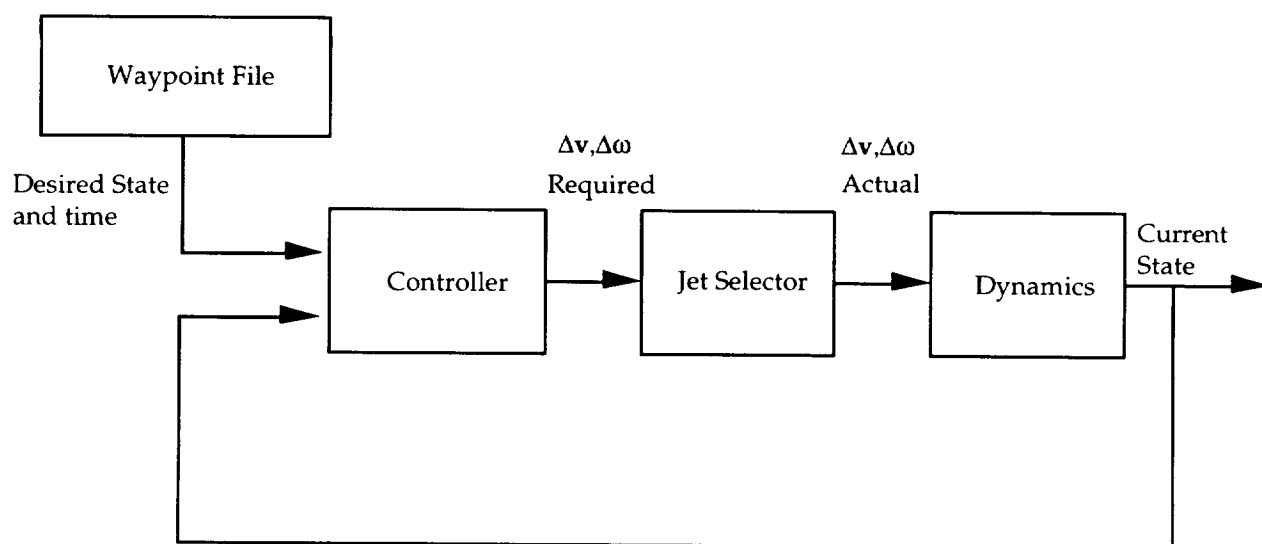 Waypoint File
Desired State
and time
Controller
Δv,Δω
Required
Jet Selector
Δv,Δω
Actual
Dynamics
Current
State